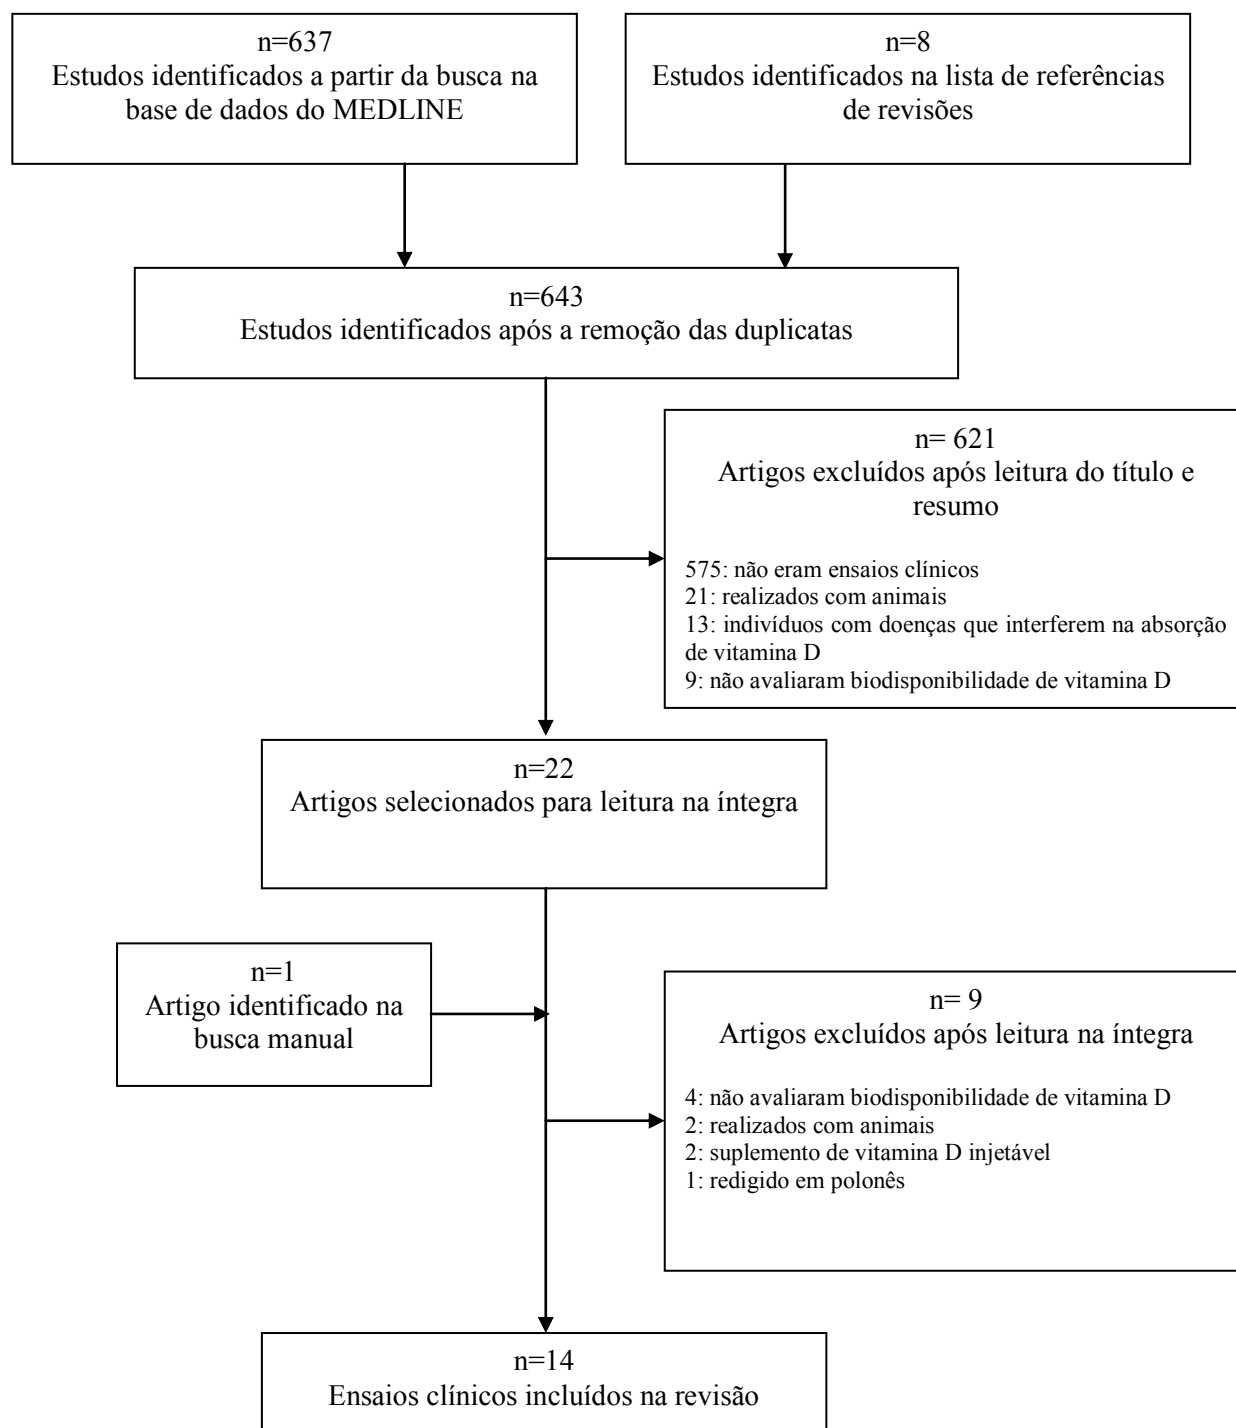 n=637
Estudos identificados a partir da busca na
base de dados do MEDLINE
n=8
Estudos identificados na lista de referências
de revisões
n=643
Estudos identificados após a remoção das duplicatas
n= 621
Artigos excluídos após leitura do título e
resumo
575: não eram ensaios clínicos
21: realizados com animais
13: indivíduos com doenças que interferem na absorção
de vitamina D
9: não avaliaram biodisponibilidade de vitamina D
n=22
Artigos selecionados para leitura na íntegra
n=1
Artigo identificado na
busca manual
n= 9
Artigos excluídos após leitura na íntegra
4: não avaliaram biodisponibilidade de vitamina D
2: realizados com animais
2: suplemento de vitamina D injetável
1: redigido em polonês
n=14
Ensaios clínicos incluídos na revisão